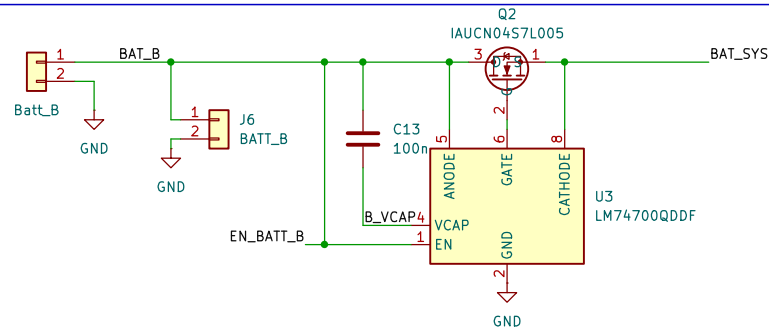 Q2
IAUCN04S7L005
1
BAT_B
3
1
BAT_SYS
2
Batt_B
GND
1
2
J6
BATT_B
GND
C13
100n
2
5
6
8
ANODE
GATE
CATHODE
D
S
G
U3
LM74700QDDF
B_VCAP
4
VCAP
EN_BATT_B
1
EN
GND
2
GND